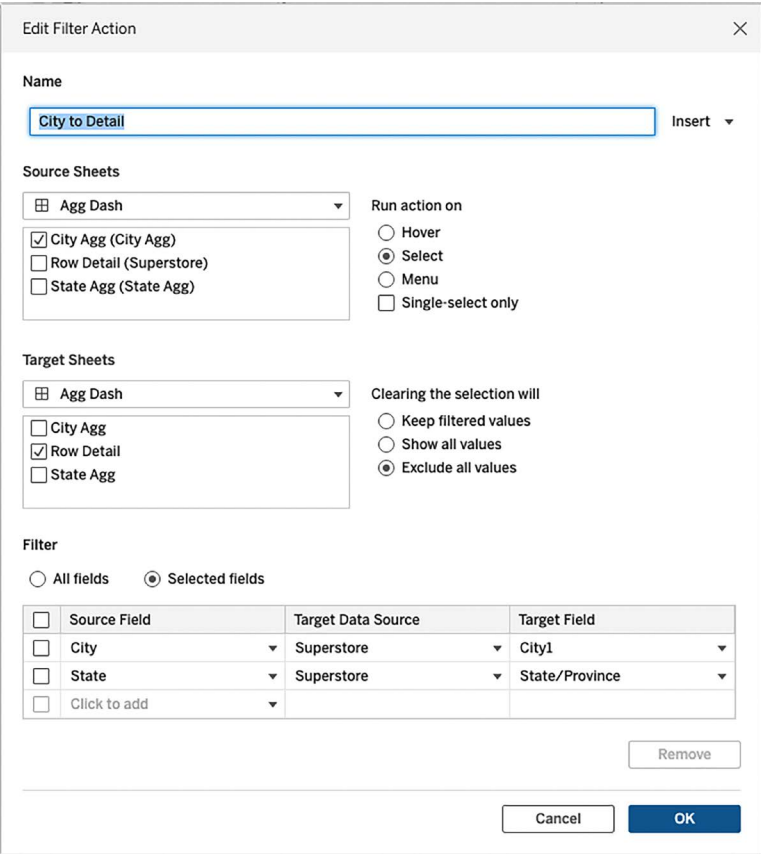 Edit Filter Action
Name
City to Detail
Insert
Source Sheets
Agg Dash
Run action on
City Agg (City Agg)
Hover
Row Detail (Superstore)
Select
State Agg (State Agg)
Menu
Single-select only
Target Sheets
Agg Dash
Clearing the selection will
City Agg
Keep filtered values
Row Detail
Show all values
State Agg
Exclude all values
Filter
All fields Selected fields
Source Field Target Data Source Target Field
City Superstore City1
State Superstore State/Province
Click to add
Remove
Cancel OK